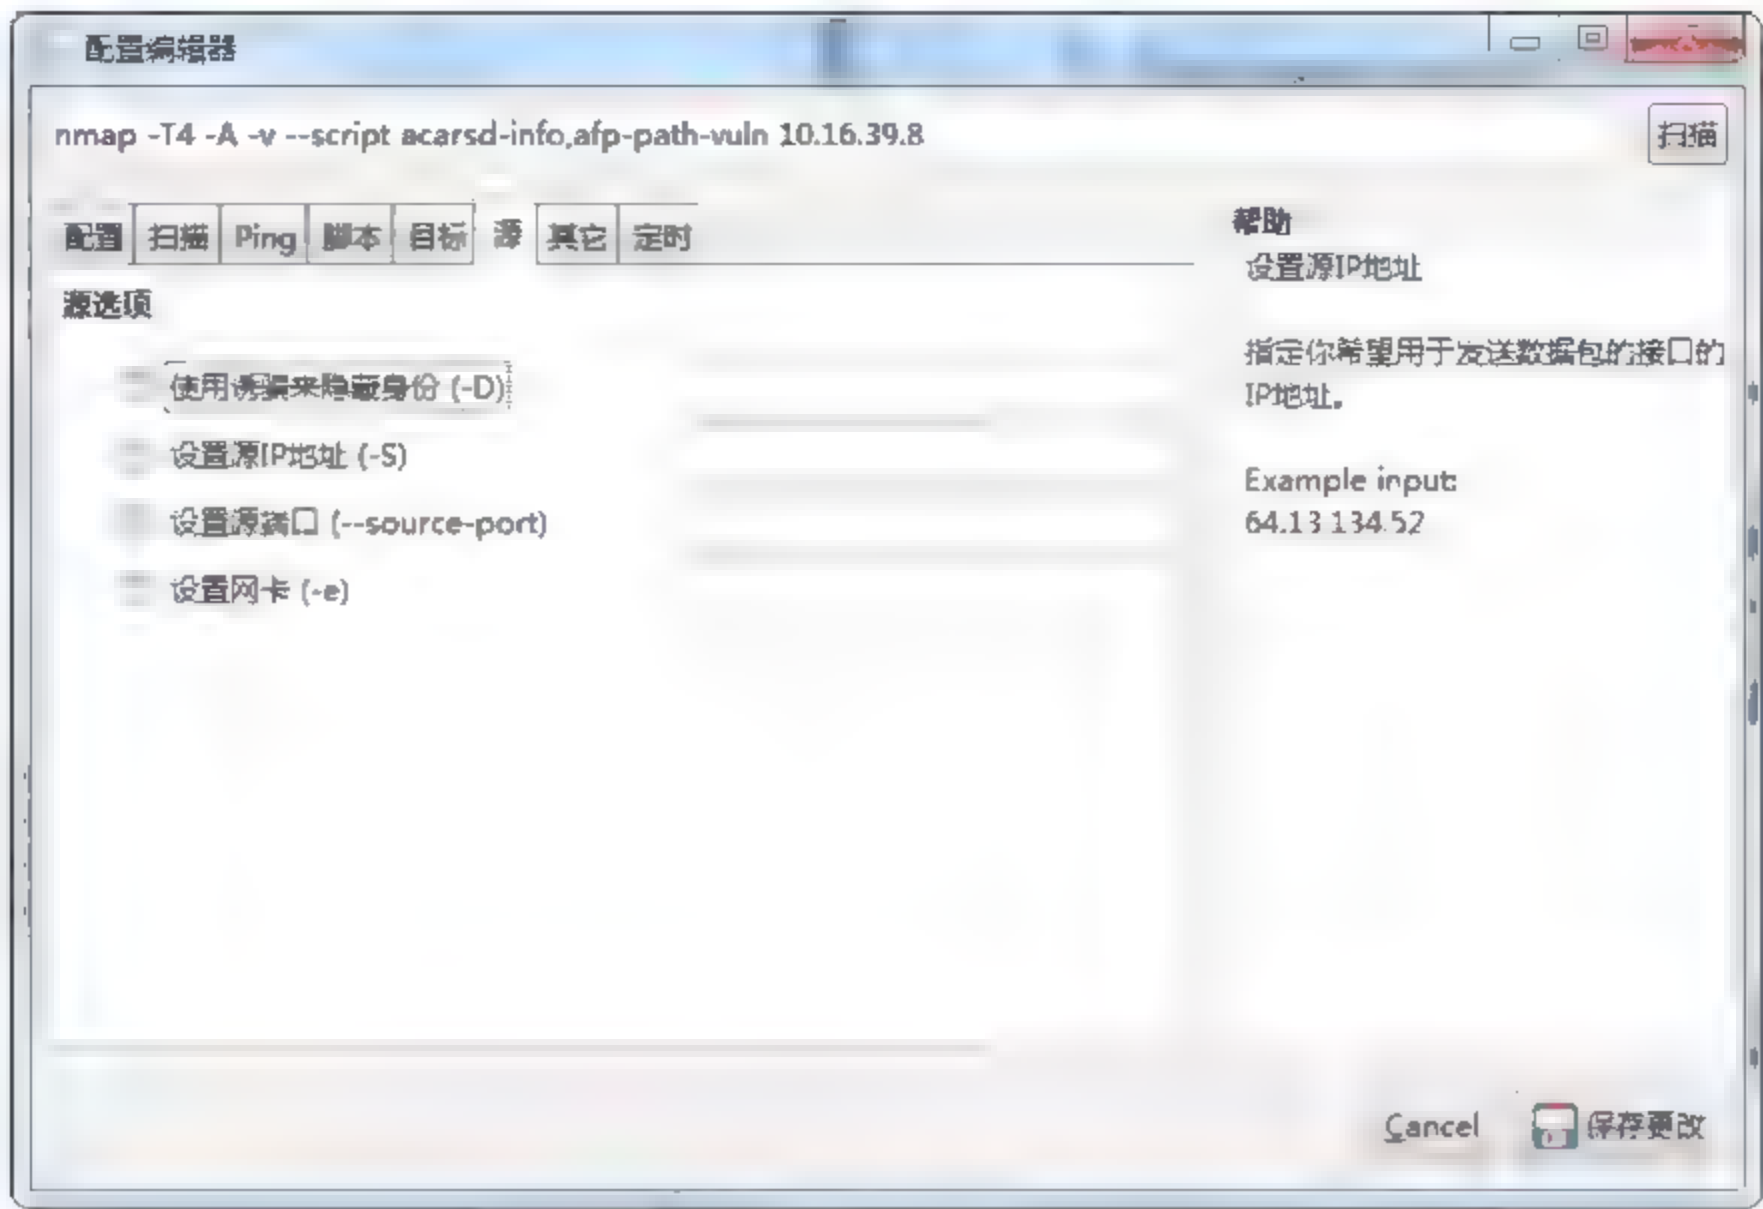 配置编辑器
nmap -T4 -A -v --script acarsd-info,afp-path-vuln 10.16.39.8
扫描
配置 扫描 Ping 脚本 目标 源 其它 定时
源选项
使用诱骗来隐藏身份 (-D)
设置源IP地址 (-S)
设置源端口 (--source-port)
设置网卡 (-e)
帮助
设置源IP地址
指定你希望用于发送数据包的接口的
IP地址。
Example input:
64.13.134.52
Cancel
保存更改